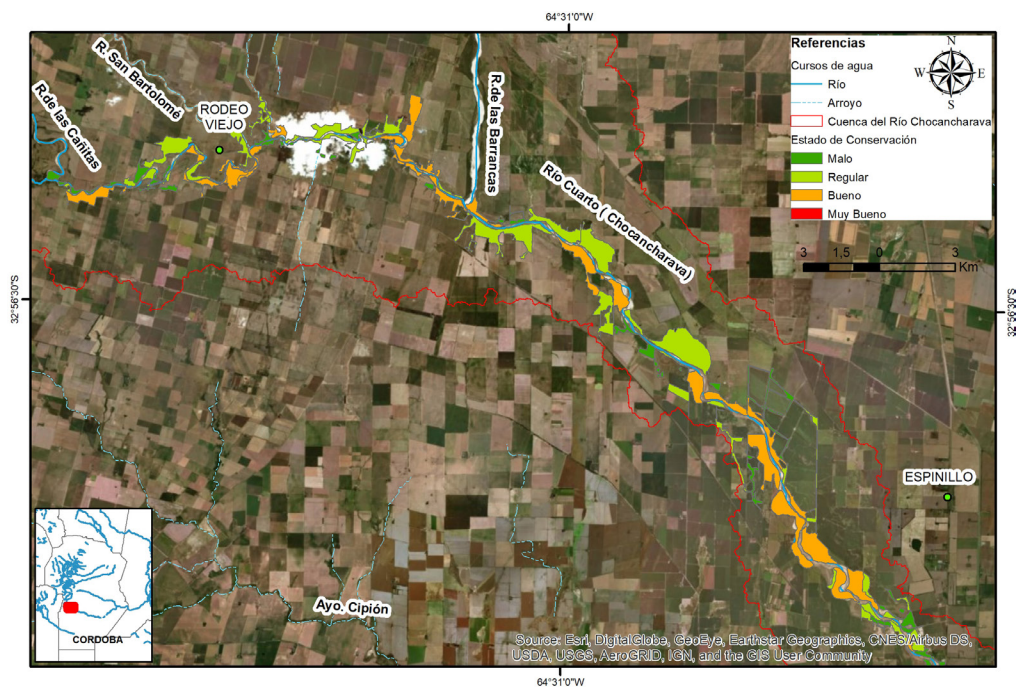 64°31'0"W
Referencias
Cursos de agua
Río
Arroyo
Cuenca del Río Chocancharava
Estado de Conservación
Malo
Regular
Bueno
Muy Bueno
N
W E
S
3 1,5 0 3
Km
R. San Bartolomé
R.de las Cañitas
RODEO
VIEJO
R.de las Barrancas
Río Cuarto ( Chocancharava)
32°56'30"S
32°56'30"S
ESPINILLO
Ayo. Cipión
CORDOBA
Source: Esri, DigitalGlobe, GeoEye, Earthstar Geographics, CNES/Airbus DS,
USDA, USGS, AeroGRID, IGN, and the GIS User Community
64°31'0"W